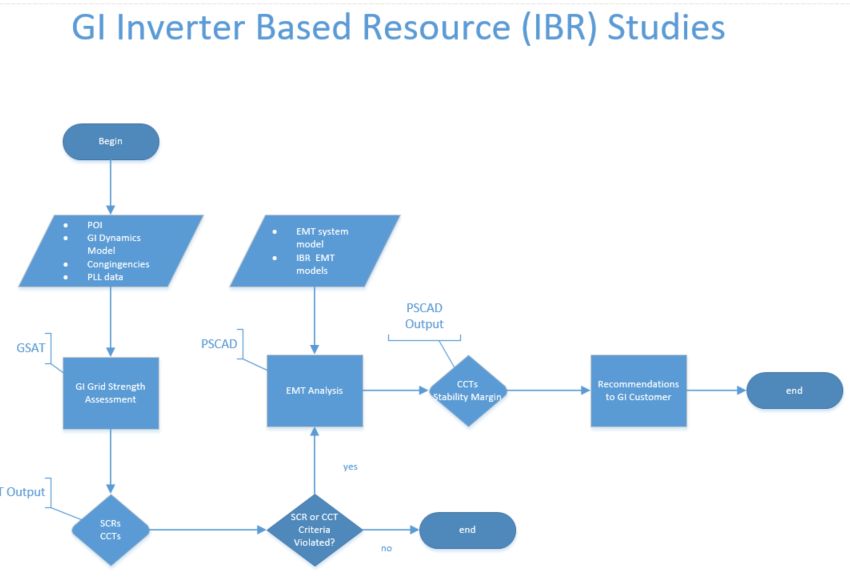 GI Inverter Based Resource (IBR) Studies
Begin
• POI
• GI Dynamics
Model
• Congingencies
• PLL data
• EMT system
model
• IBR EMT
models
PSCAD
Output
GSAT
PSCAD
GI Grid Strength
Assessment
EMT Analysis
CCTs
Stability Margin
Recommendations
to GI Customer
end
yes
T Output
SCRs
CCTs
SCR or CCT
Criteria
Violated?
no
end